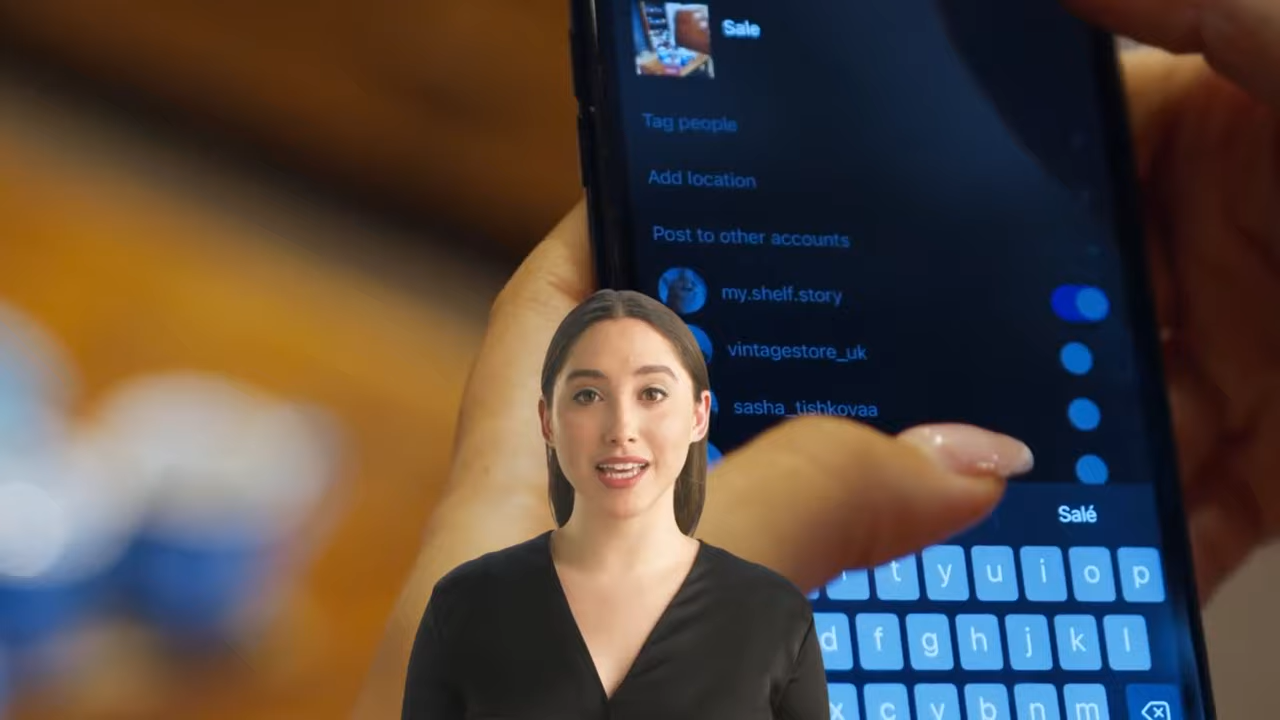 Sale
Tag people
Add location
Post to other accounts
my.shelf.story
vintagestore_uk
sasha_tishkovaa
Salé
t y u i o p
d f g h j k l
x c v b n m